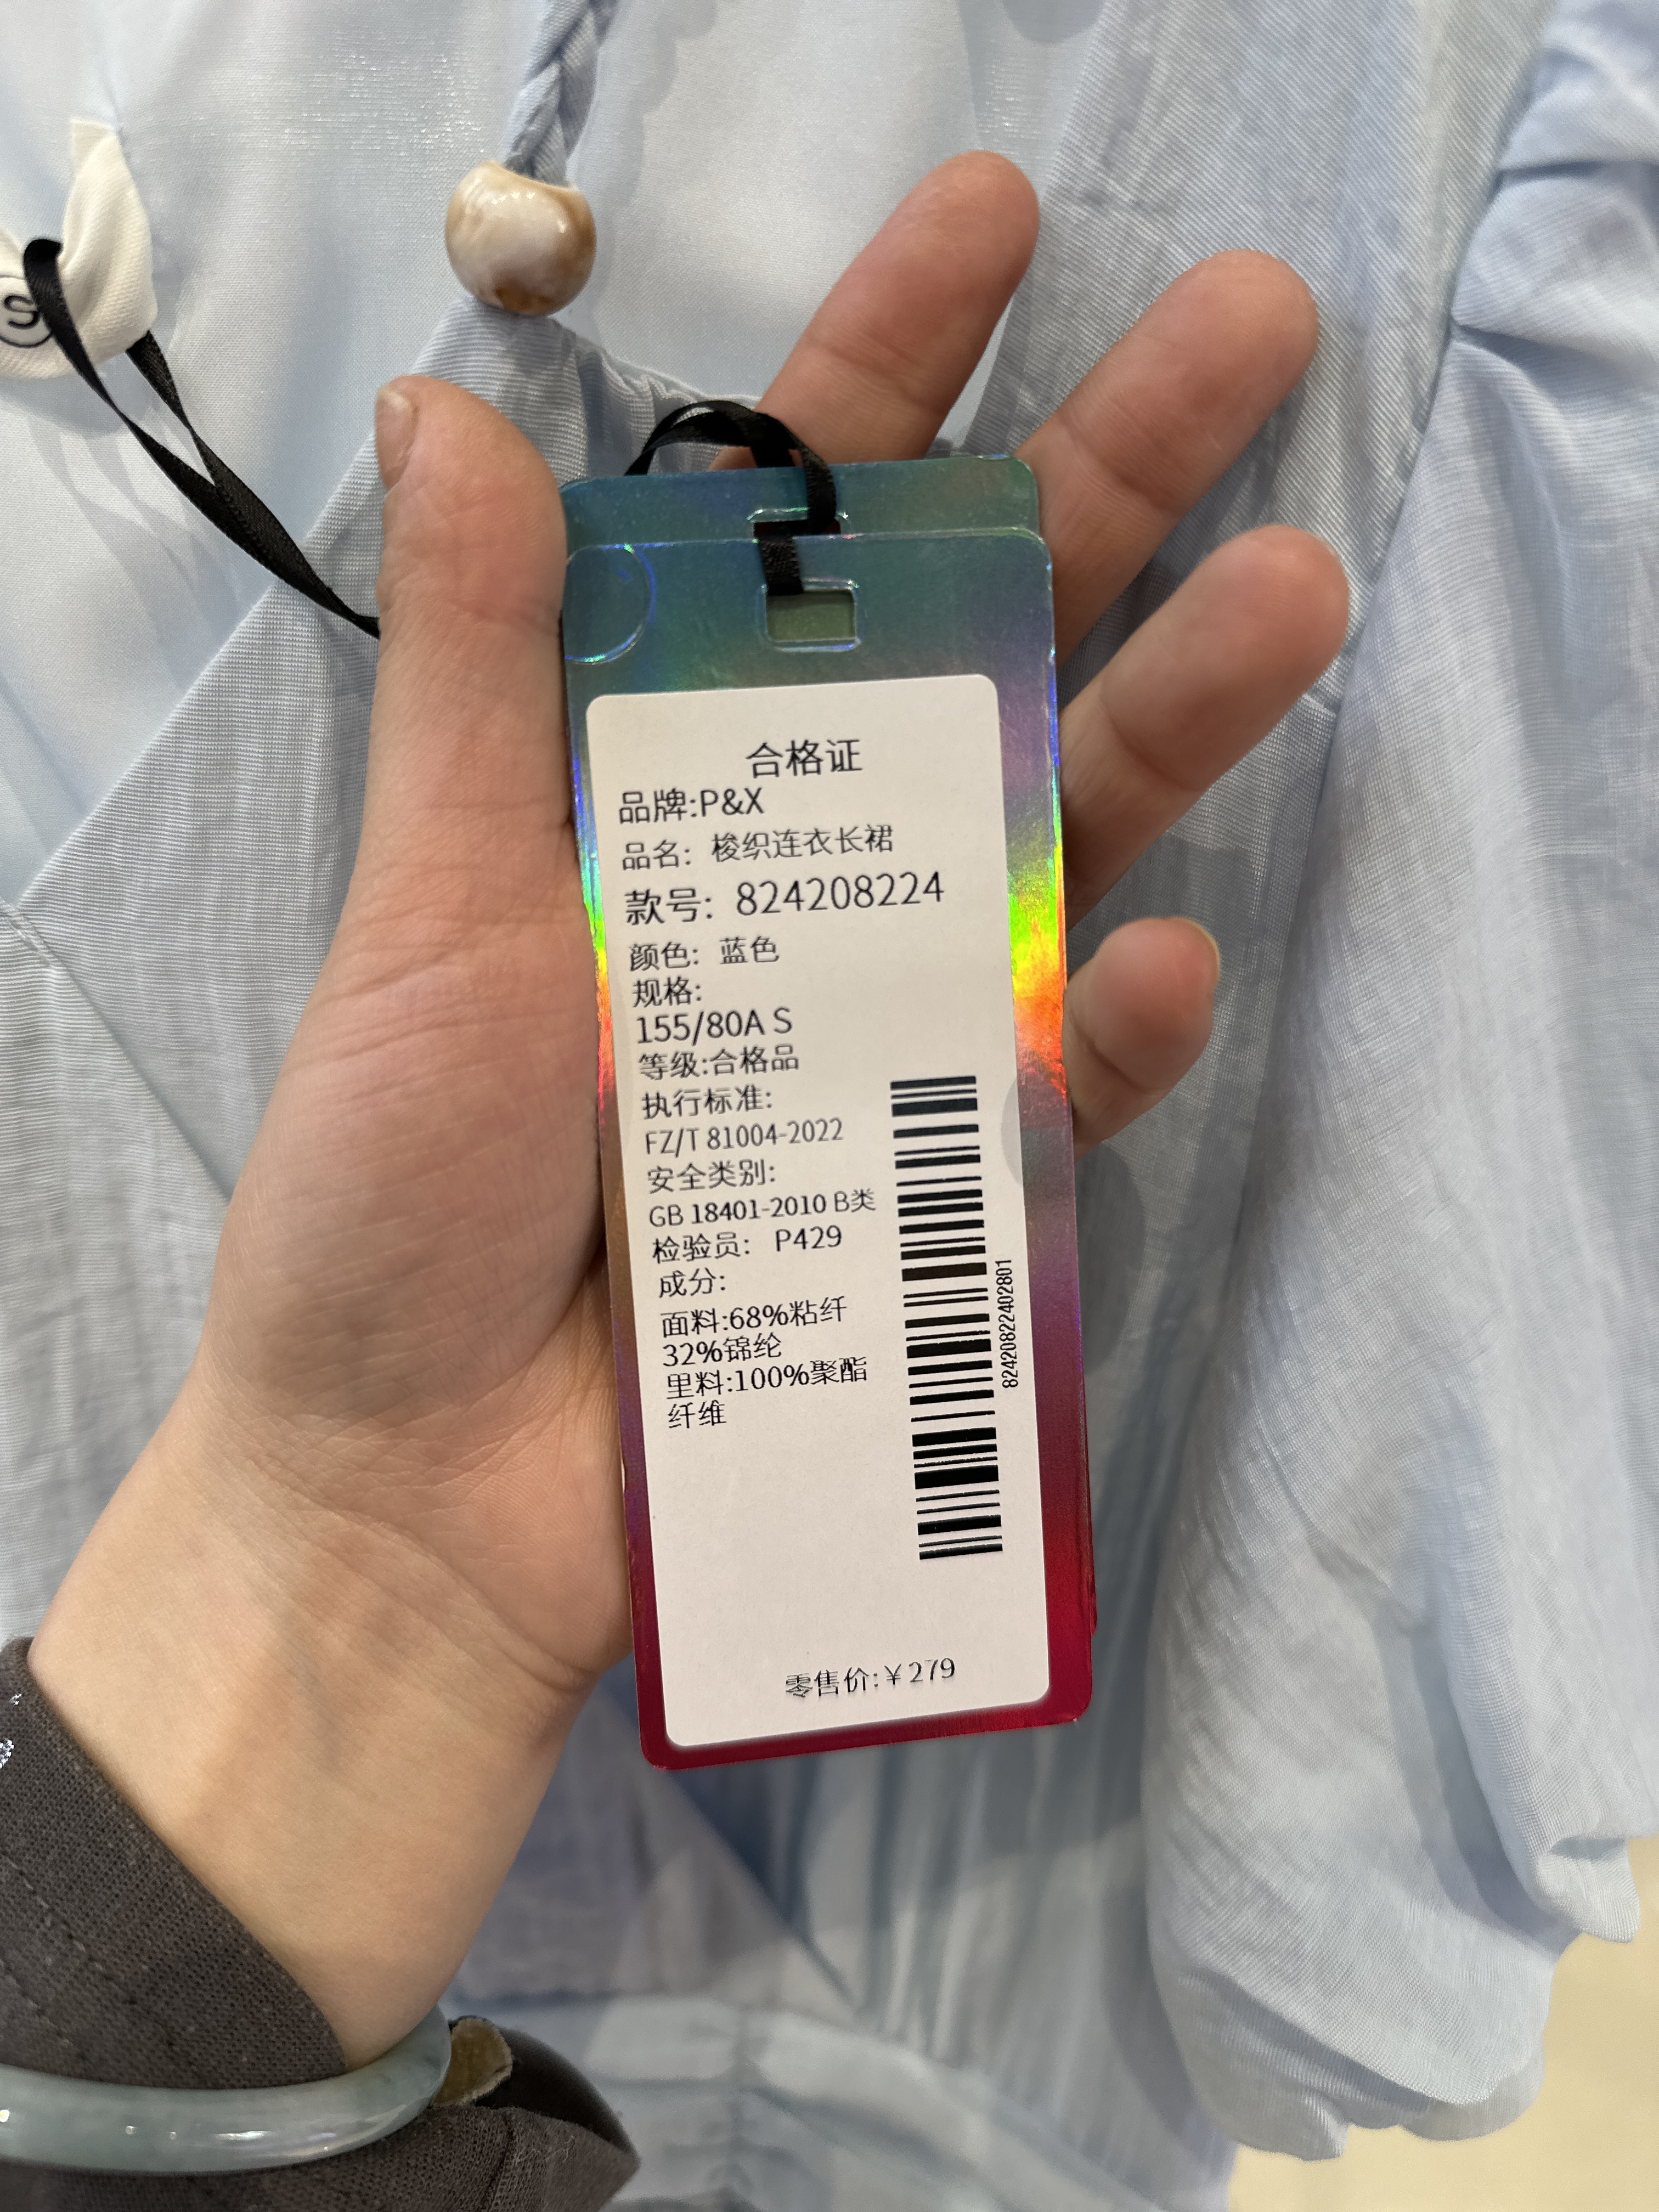 S
合格证
品牌:P&X
品名: 梭织连衣长裙
款号: 824208224
颜色: 蓝色
规格:
155/80A S
等级:合格品
执行标准:
FZ/T 81004-2022
安全类别:
GB 18401-2010 B类
检验员: P429
成分:
面料:68%粘纤
32%锦纶
里料:100%聚酯
纤维
82420822402801
零售价:¥279